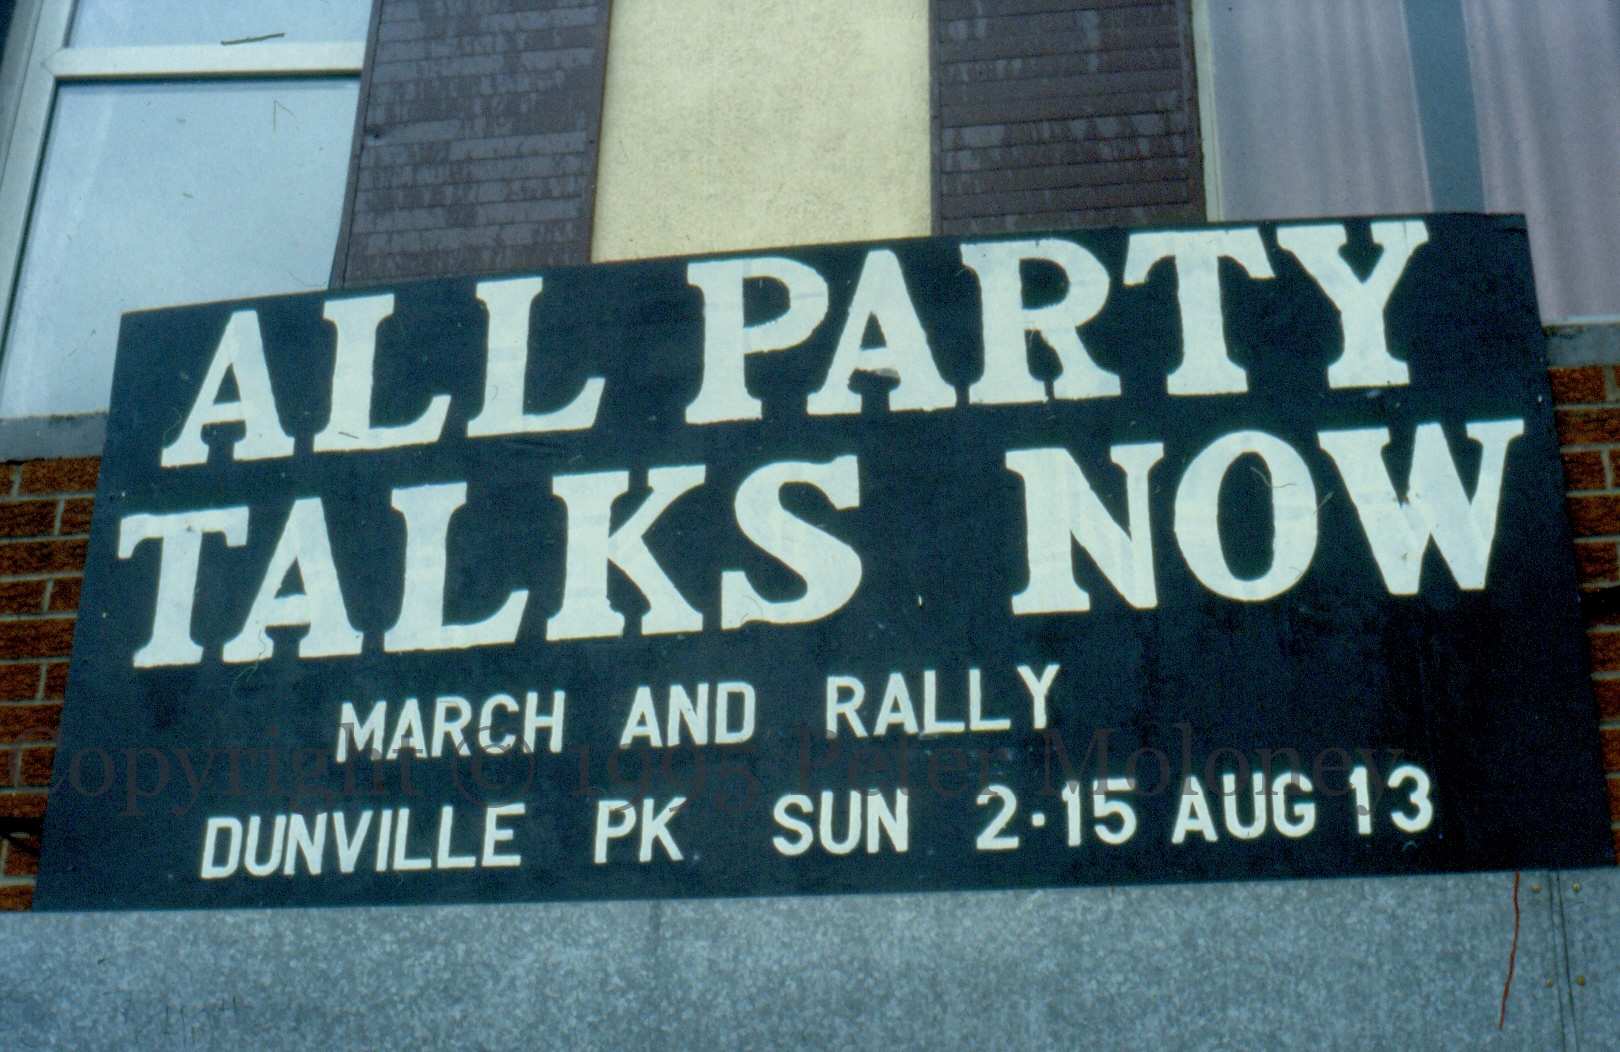 ALL PARTY
TALKS NOW
MARCH AND RALLY
DUNVILLE PK SUN 2·15 AUG 13
Copyright © 1995 Peter Moloney